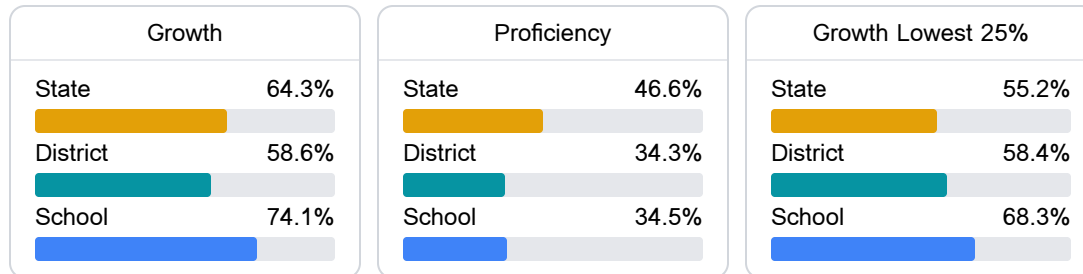 Growth
State 64.3%
District 58.6%
School 74.1%
Proficiency
State 46.6%
District 34.3%
School 34.5%
Growth Lowest 25%
State 55.2%
District 58.4%
School 68.3%